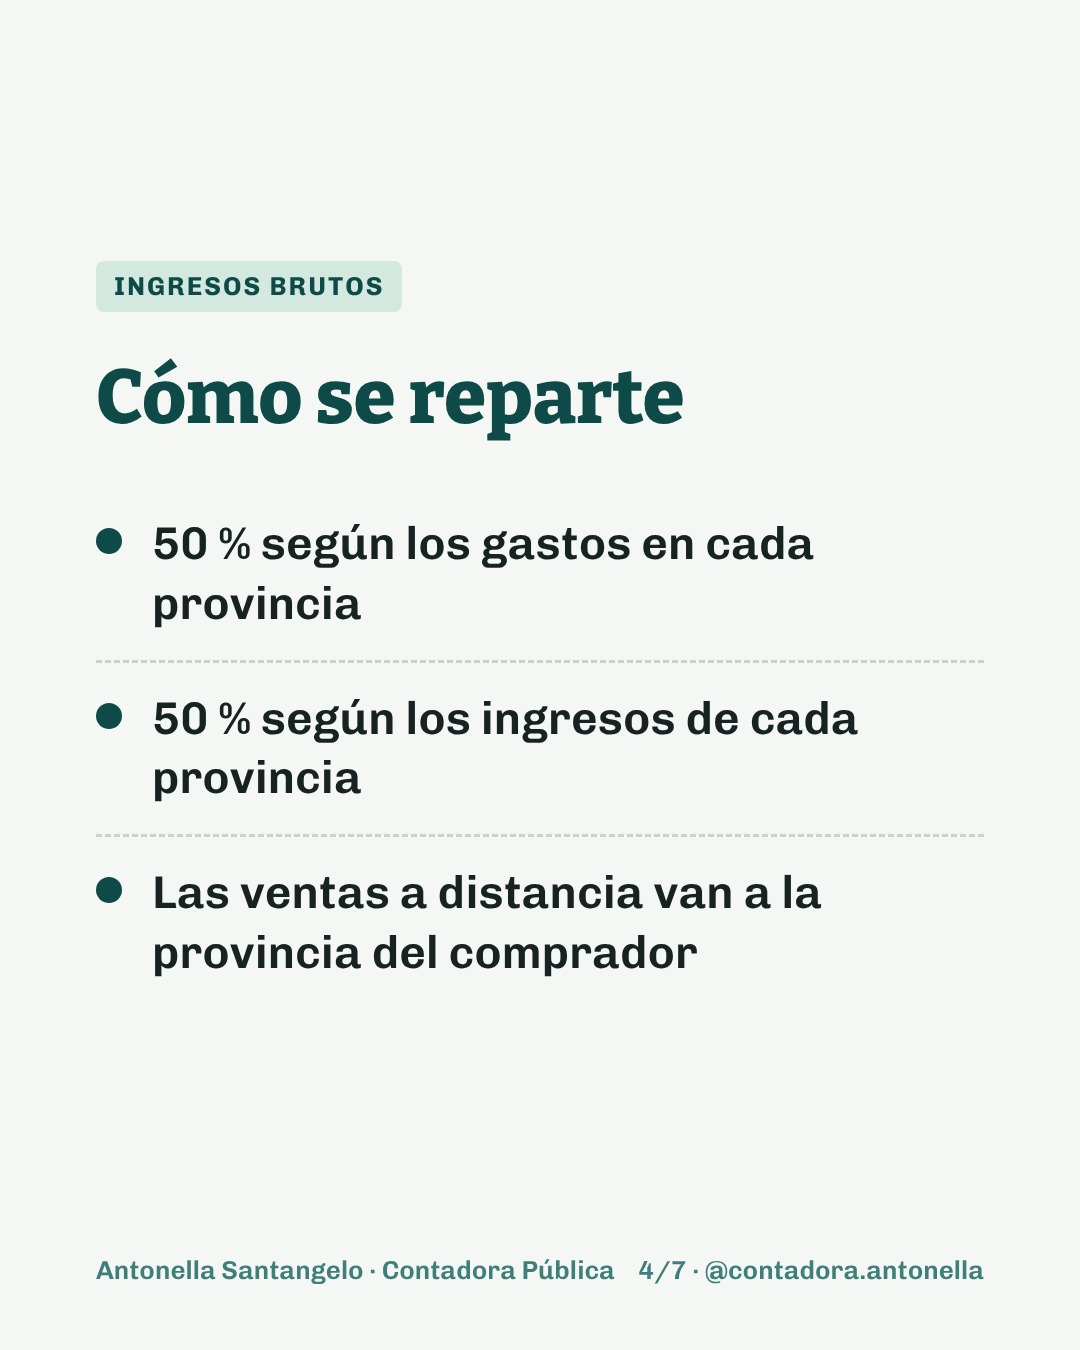 INGRESOS BRUTOS
Cómo se reparte
50 % según los gastos en cada
provincia
50 % según los ingresos de cada
provincia
Las ventas a distancia van a la
provincia del comprador
Antonella Santangelo · Contadora Pública 4/7 · @contadora.antonella